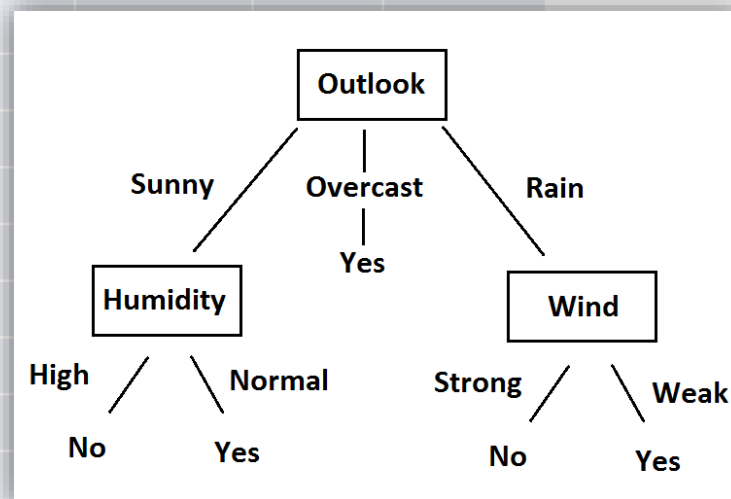 Outlook
Sunny
Overcast
Rain
Yes
Humidity
Wind
High
Normal
Strong
Weak
No
Yes
No
Yes